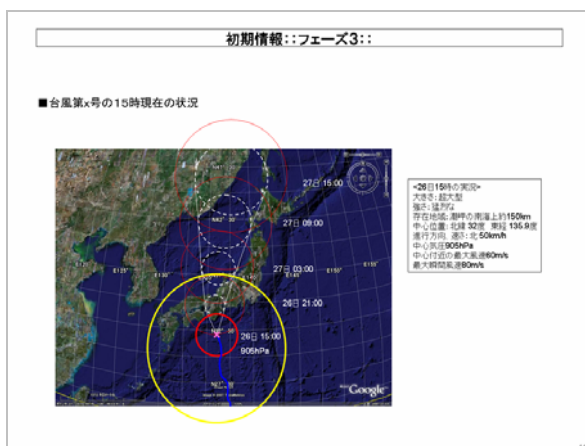 初期情報::フェーズ3::
■台風第x号の15時現在の状況
27日 15:00
27日 09:00
27日 03:00
26日 21:00
26日 15:00
905hPa
E125°
E150°
E155°
Google
<26日15時の実況>
大きさ:超大型
強さ:猛烈な
存在地域:潮岬の南海上約150km
中心位置:北緯 32度 東経 135.9度
進行方向 速さ:北 50km/h
中心気圧905hPa
中心付近の最大風速60m/s
最大瞬間風速80m/s